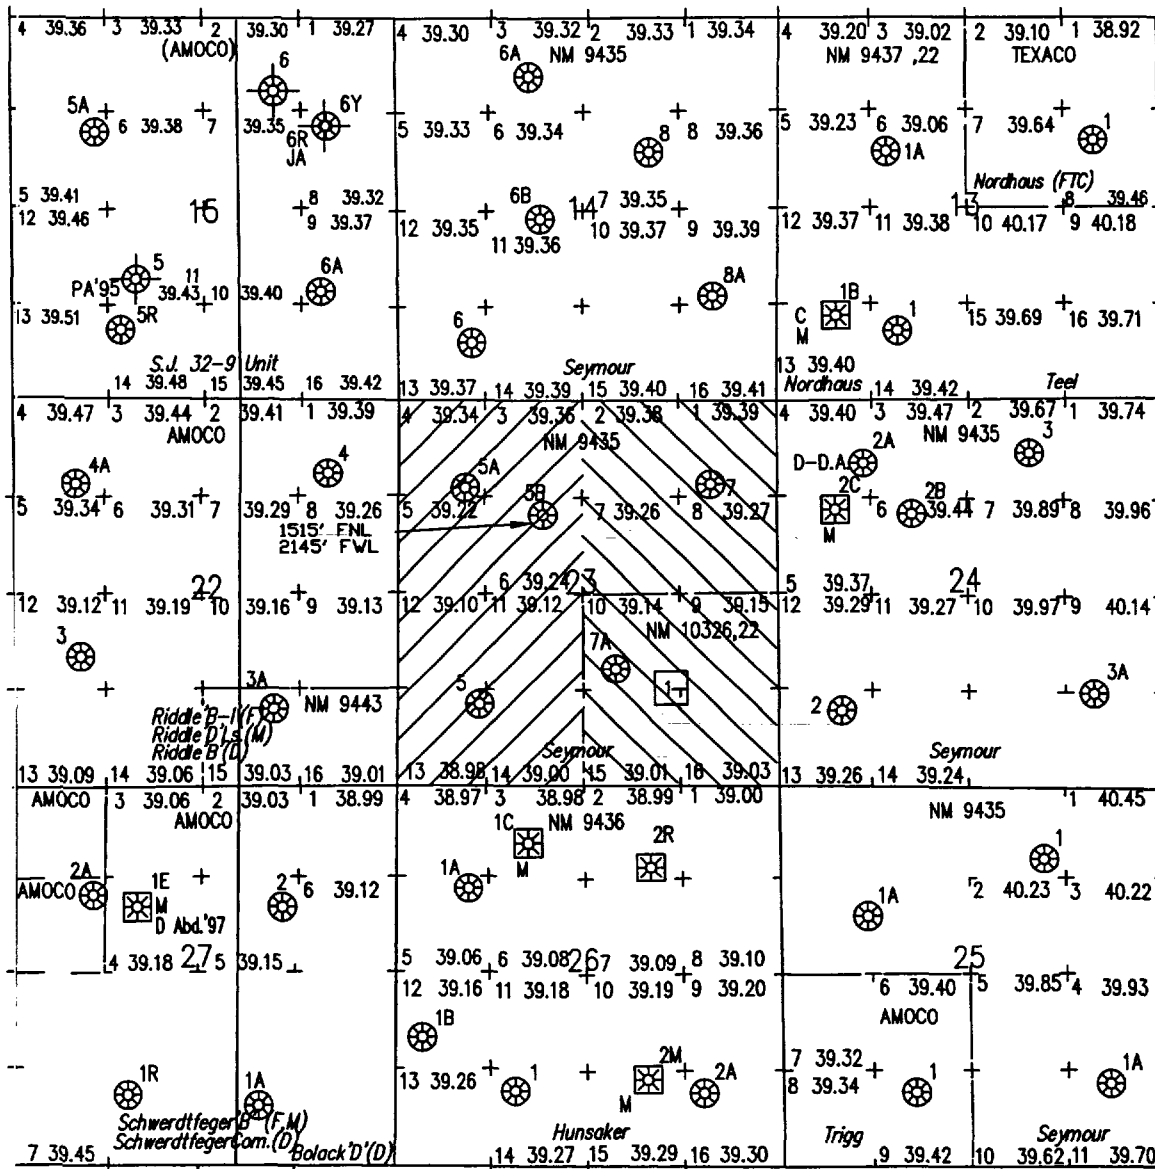 4 39.36 3 39.33 2 39.30 1 39.27 4 39.30 3 39.32 2 39.33 1 39.34 4 39.20 3 39.02 2 39.10 1 38.92
(AMOCO) 6 6A NM 9435 NM 9437 ,22 TEXACO
5A 6Y
6 39.38 7 39.35 5 39.33 6 39.34 8 8 39.36 5 39.23 6 39.06 7 39.64 1
6R
JA 1A
Nordhaus (FTC)
5 39.41 8 39.32 6B 7 39.35 8 39.46
16 14 13
12 39.46 9 39.37 12 39.35 11 39.36 10 39.37 9 39.39 12 39.37 11 39.38 10 40.17 9 40.18
5 11 6A 8A
PA'95 39.43 10 39.40 1B
13 39.51 5R 6 C 1 15 39.69 16 39.71
M
S.J. 32-9 Unit Seymour 13 39.40
14 39.48 15 39.45 16 39.42 13 39.37 14 39.39 15 39.40 16 39.41 Nordhaus 14 39.42 Teel
4 39.47 3 39.44 2 39.41 1 39.39 4 39.34 3 39.36 2 39.38 1 39.39 4 39.40 3 39.47 2 39.67 1 39.74
AMOCO NM 9435 2A NM 9435 3
4A 4 5A 7 D-D.A.
5B 2C 2B
5 39.34 6 39.31 7 39.29 8 39.26 5 39.22 7 39.26 8 39.27 6 39.44 7 39.89 8 39.96
1515' FNL M
2145' FWL
22 6 39.24 23 5 39.37 24
12 39.12 11 39.19 10 39.16 9 39.13 12 39.10 11 39.12 10 39.14 9 39.15 12 39.29 11 39.27 10 39.97 9 40.14
3 7A NM 10326,22
3A NM 9443 5 1 2 3A
Riddle 'B-I'(F)
Riddle 'D' Ls.(M)
Riddle 'B'(D) Seymour Seymour
13 39.09 14 39.06 15 39.03 16 39.01 13 38.98 14 39.00 15 39.01 16 39.03 13 39.26 14 39.24
AMOCO 3 39.06 2 39.03 1 38.99 4 38.97 3 38.98 2 38.99 1 39.00 1 40.45
AMOCO 1C NM 9436 2R NM 9435
1
2A M
AMOCO 1E 2 6 39.12 1A 1A 2 40.23 3 40.22
M
D Abd.'97
27 5 39.06 6 39.08 26 7 39.09 8 39.10 25
4 39.18 5 39.15 12 39.16 11 39.18 10 39.19 9 39.20 6 39.40 5 39.85 4 39.93
1B AMOCO
13 39.26 2M 7 39.32
1R 1A 1 M 2A 8 39.34 1 1A
Schwerdtfeger 'B' (F,M)
Schwerdtfeger Com.(D) Hunsaker Trigg Seymour
7 39.45 Bolack 'D'(D) 14 39.27 15 39.29 16 39.30 9 39.42 10 39.62 11 39.70